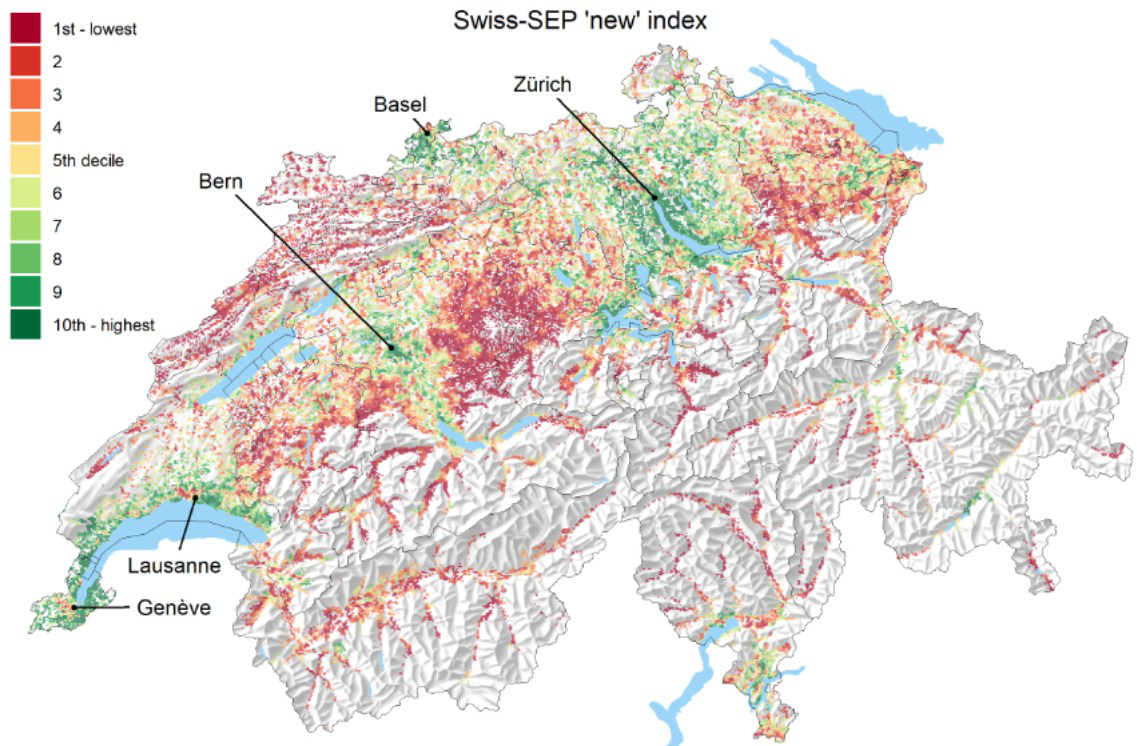 Swiss-SEP 'new' index
1st - lowest
2
3
4
5th decile
6
7
8
9
10th - highest
Zürich
Basel
Bern
Lausanne
Genève